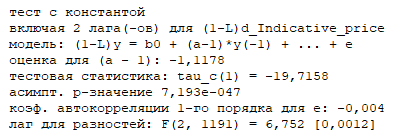 тест с константой
включая 2 лага(-ов) для (1-L)d_Indicative_price
модель: (1-L)y = b0 + (a-1)*y(-1) + ... + e
оценка для (a - 1): -1,1178
тестовая статистика: tau_c(1) = -19,7158
асимпт. p-значение 7,193e-047
коэф. автокорреляции 1-го порядка для e: -0,004
лаг для разностей: F(2, 1191) = 6,752 [0,0012]